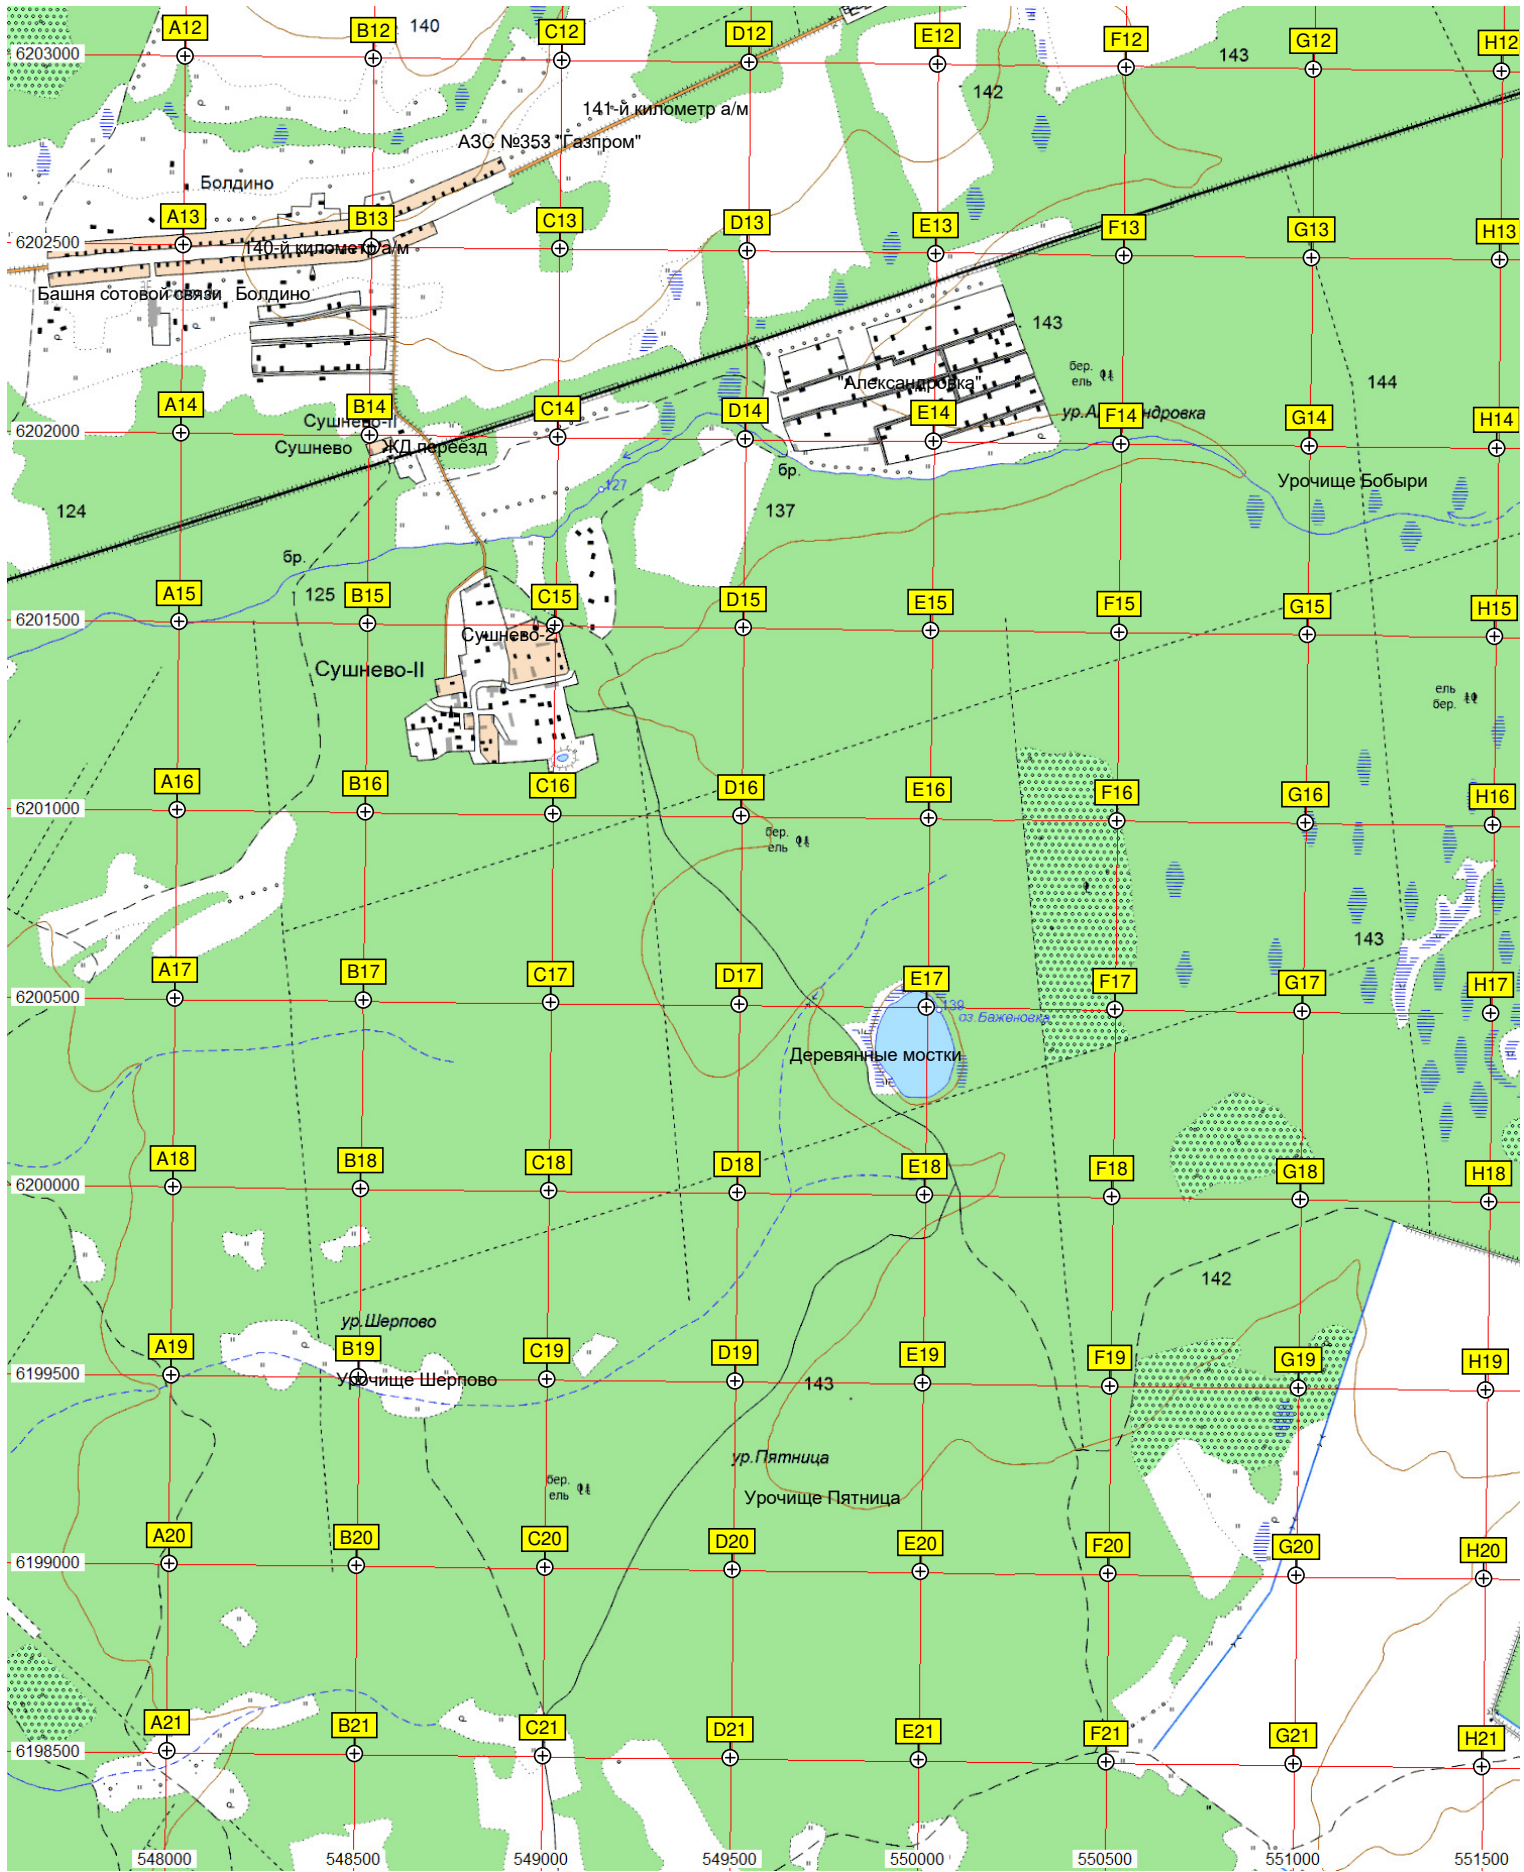 A12
B12
140
C12
D12
E12
F12
143
G12
H12
6203000
142
141-й километр а/м
АЗС №353 "Газпром"
Болдино
A13
B13
C13
D13
E13
F13
G13
H13
6202500
140-й километр а/м
Башня сотовой связи
Болдино
143
бер.
ель
144
"Александровка"
A14
B14
C14
D14
E14
F14
G14
H14
Сушнево-II
6202000
Сушнево
ЖД переезд
бр.
127
137
Урочище Бобыри
124
бр.
125
A15
B15
C15
D15
E15
F15
G15
H15
6201500
Сушнево-2
Сушнево-II
ель
бер.
A16
B16
C16
D16
E16
F16
G16
H16
6201000
бер.
ель
143
A17
B17
C17
D17
E17
F17
G17
H17
6200500
139
оз.Баженовка
Деревянные мостки
A18
B18
C18
D18
E18
F18
G18
H18
6200000
142
ур.Шерпово
A19
B19
C19
D19
E19
F19
G19
H19
6199500
Урочище Шерпово
143
ур.Пятница
бер.
ель
Урочище Пятница
A20
B20
C20
D20
E20
F20
G20
H20
6199000
A21
B21
C21
D21
E21
F21
G21
H21
6198500
548000
548500
549000
549500
550000
550500
551000
551500